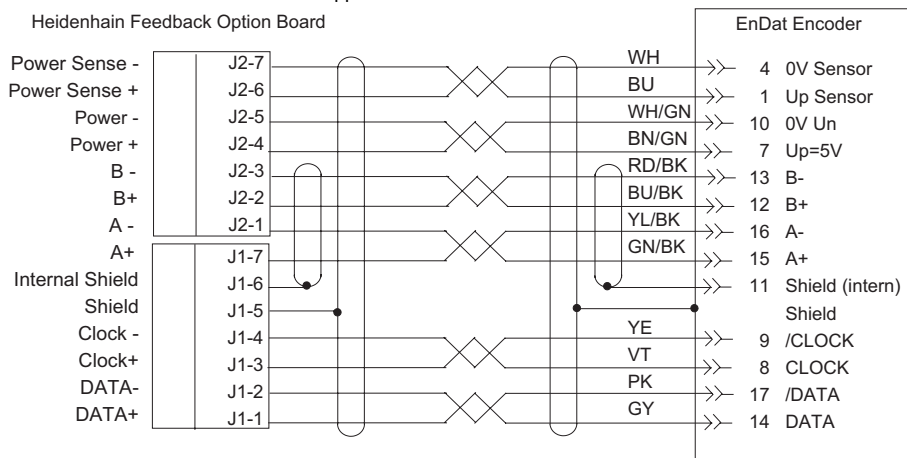 Heidenhain Feedback Option Board
EnDat Encoder
Power Sense - J2-7 WH 4 0V Sensor
Power Sense + J2-6 BU 1 Up Sensor
Power - J2-5 WH/GN 10 0V Un
Power + J2-4 BN/GN 7 Up=5V
B - J2-3 RD/BK 13 B-
B+ J2-2 BU/BK 12 B+
A - J2-1 YL/BK 16 A-
A+ J1-7 GN/BK 15 A+
Internal Shield J1-6 11 Shield (intern)
Shield J1-5 Shield
Clock - J1-4 YE 9 /CLOCK
Clock+ J1-3 VT 8 CLOCK
DATA- J1-2 PK 17 /DATA
DATA+ J1-1 GY 14 DATA